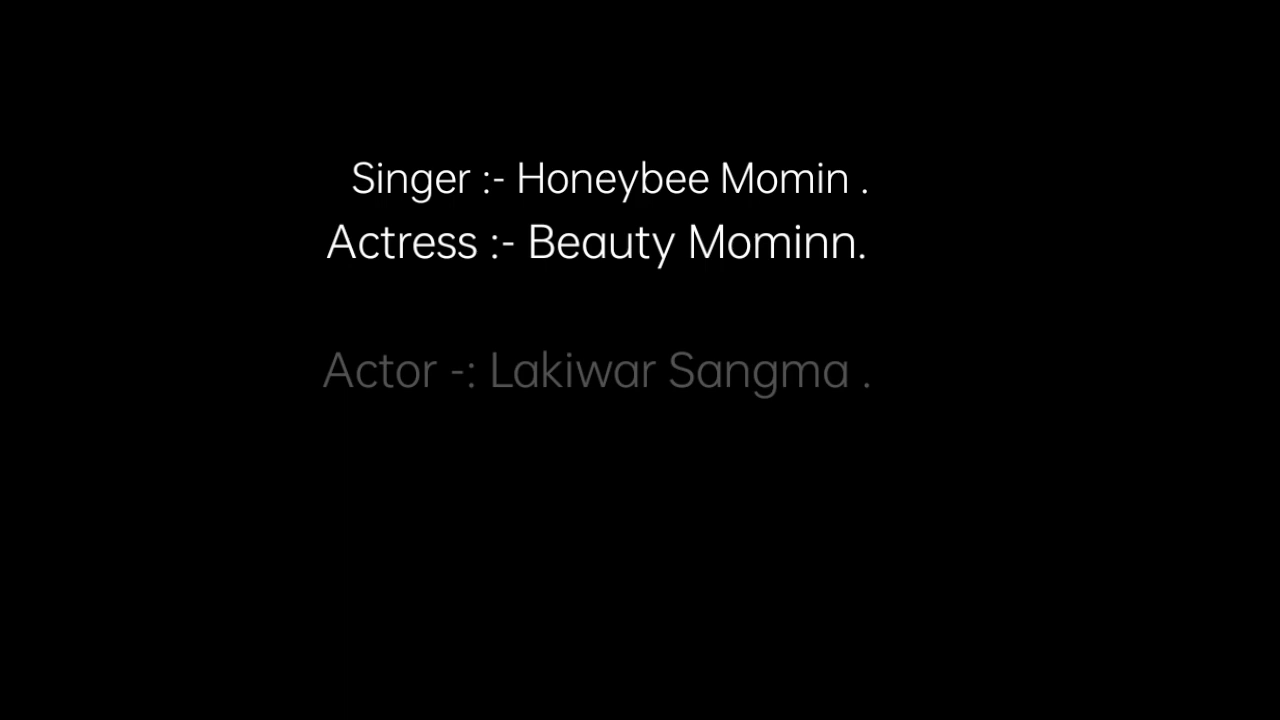 Singer :- Honeybee Momin .
Actress :- Beauty Mominn.
Actor -: Lakiwar Sangma .